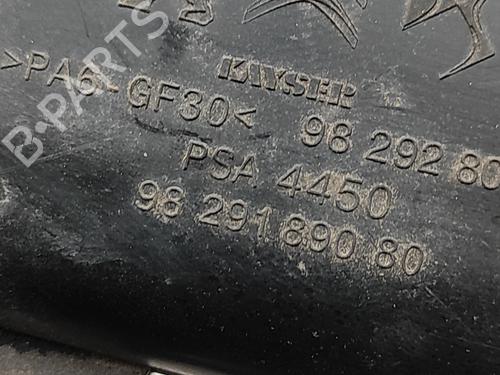 KAYSER
>PA6-GF30< 98 292 80
PSA 4450
98 291 890 80
B-PARTS